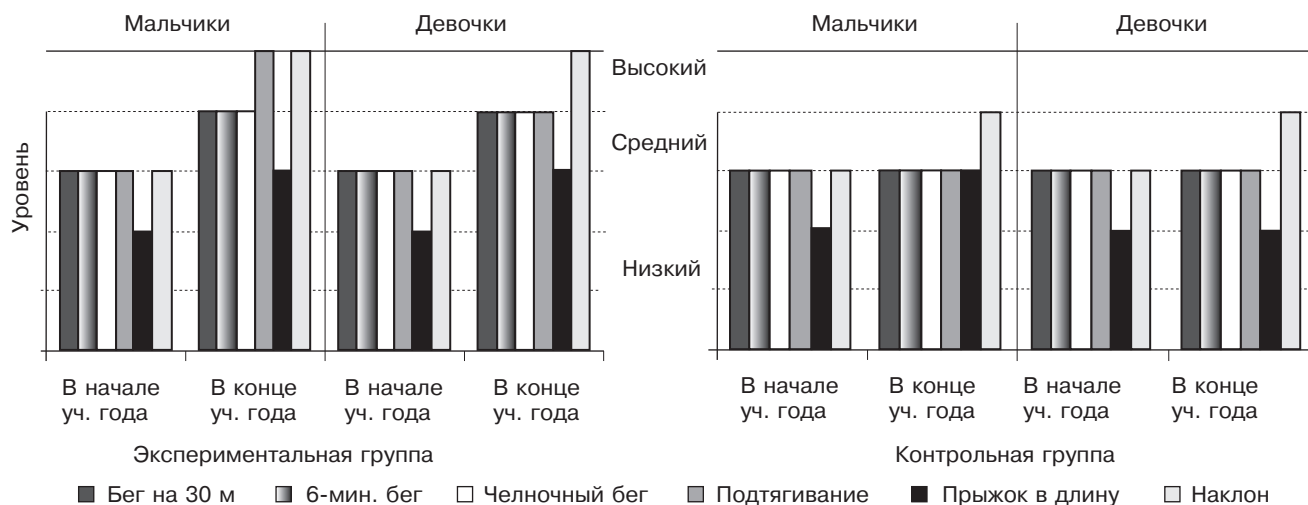 Мальчики Девочки Мальчики Девочки
Уровень
Высокий
Средний
Низкий
В начале уч. года
В конце уч. года
В начале уч. года
В конце уч. года
В начале уч. года
В конце уч. года
В начале уч. года
В конце уч. года
Экспериментальная группа Контрольная группа
Бег на 30 м 6-мин. бег Челночный бег Подтягивание Прыжок в длину Наклон